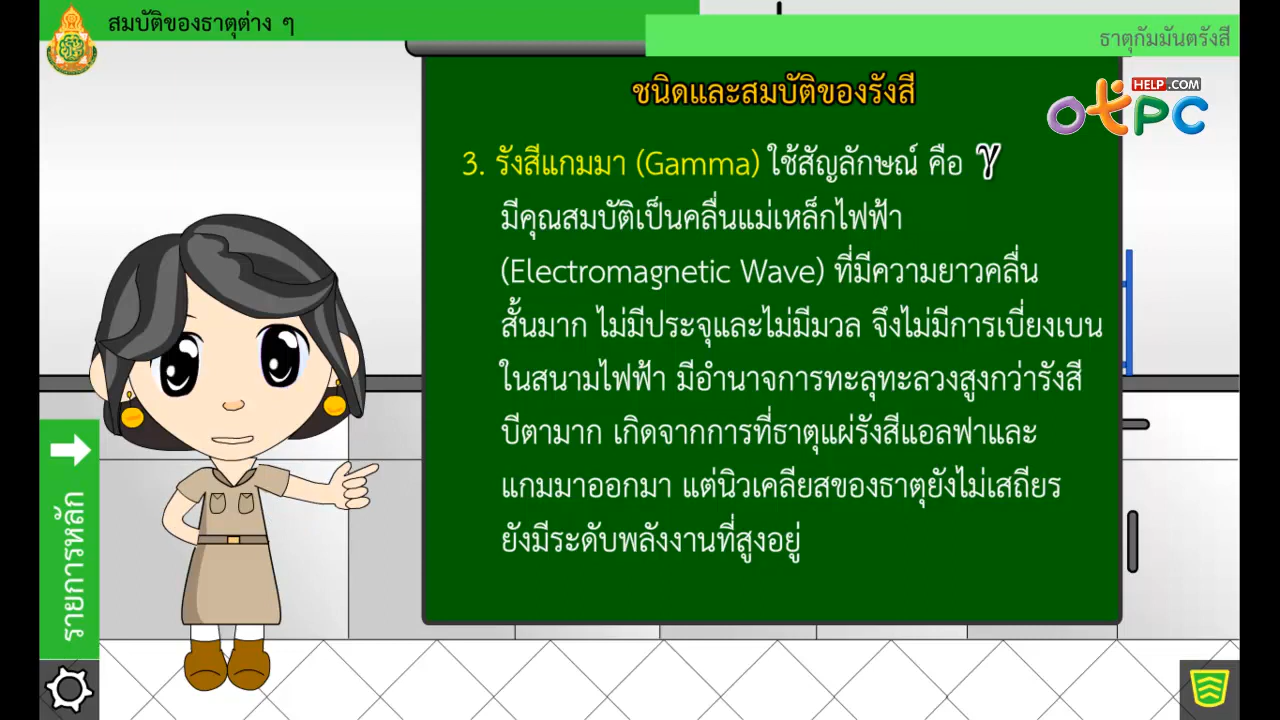 สมบัติของธาตุต่าง ๆ
ธาตุกัมมันตรังสี
HELP.COM
OTPC
ชนิดและสมบัติของรังสี
3. รังสีแกมมา (Gamma) ใช้สัญลักษณ์ คือ γ
มีคุณสมบัติเป็นคลื่นแม่เหล็กไฟฟ้า
(Electromagnetic Wave) ที่มีความยาวคลื่น
สั้นมาก ไม่มีประจุและไม่มีมวล จึงไม่มีการเบี่ยงเบน
ในสนามไฟฟ้า มีอำนาจการทะลุทะลวงสูงกว่ารังสี
บีตามาก เกิดจากการที่ธาตุแผ่รังสีแอลฟาและ
แกมมาออกมา แต่นิวเคลียสของธาตุยังไม่เสถียร
ยังมีระดับพลังงานที่สูงอยู่
รายการหลัก